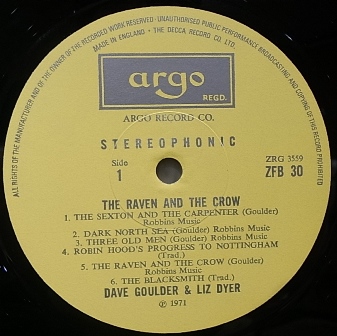 ALL RIGHTS OF THE MANUFACTURER AND OF THE OWNER OF THE RECORDED WORK RESERVED · UNAUTHORISED PUBLIC PERFORMANCE BROADCASTING AND COPYING OF THIS RECORD PROHIBITED
MADE IN ENGLAND · THE DECCA RECORD CO. LTD.
argo
REGD.
ARGO RECORD CO.
STEREOPHONIC
Side
1
ZRG 3559
ZFB 30
THE RAVEN AND THE CROW
1. THE SEXTON AND THE CARPENTER (Goulder)
Robbins Music
2. DARK NORTH SEA (Goulder) Robbins Music
3. THREE OLD MEN (Goulder) Robbins Music
4. ROBIN HOOD'S PROGRESS TO NOTTINGHAM
(Trad.)
5. THE RAVEN AND THE CROW (Goulder)
Robbins Music
6. THE BLACKSMITH (Trad.)
DAVE GOULDER & LIZ DYER
℗ 1971